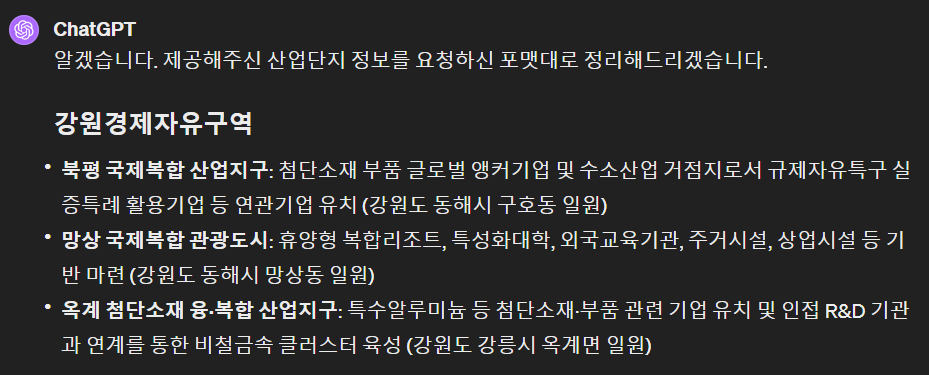 ChatGPT
알겠습니다. 제공해주신 산업단지 정보를 요청하신 포맷대로 정리해드리겠습니다.
강원경제자유구역
• 북평 국제복합 산업지구: 첨단소재 부품 글로벌 앵커기업 및 수소산업 거점지로서 규제자유특구 실
증특례 활용기업 등 연관기업 유치 (강원도 동해시 구호동 일원)
• 망상 국제복합 관광도시: 휴양형 복합리조트, 특성화대학, 외국교육기관, 주거시설, 상업시설 등 기
반 마련 (강원도 동해시 망상동 일원)
• 옥계 첨단소재 융·복합 산업지구: 특수알루미늄 등 첨단소재·부품 관련 기업 유치 및 인접 R&D 기관
과 연계를 통한 비철금속 클러스터 육성 (강원도 강릉시 옥계면 일원)